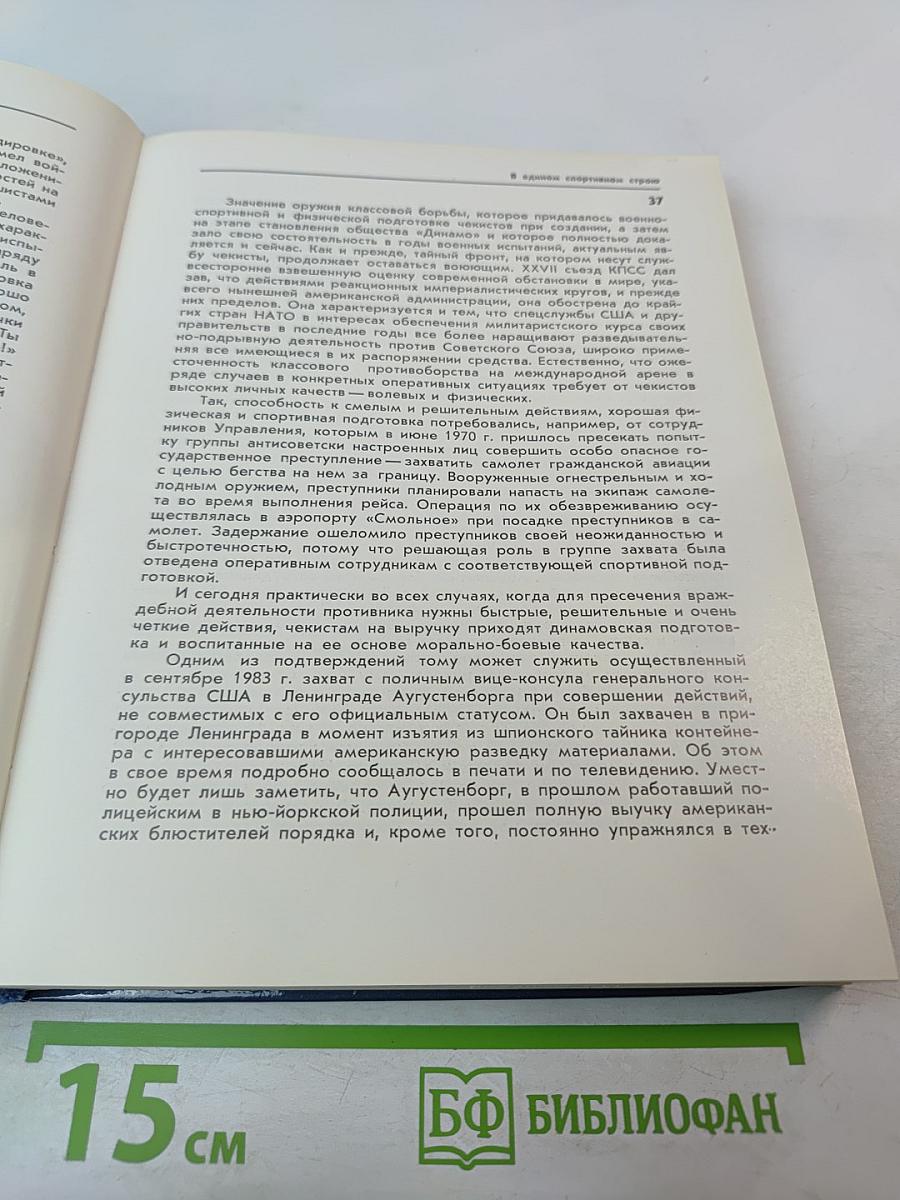 дировке»,
мел вой-
ложени-
остей на
шистами
елове-
харак-
испы-
ряду
ль в
овка
ошо
ом,
чки
Ты
!»
т-
е-
й
В едином спортивном строю
37
Значение оружия классовой борьбы, которое придавалось военно-
спортивной и физической подготовке чекистов при создании, а затем
на этапе становления общества «Динамо» и которое полностью дока-
зало свою состоятельность в годы военных испытаний, актуальным яв-
ляется и сейчас. Как и прежде, тайный фронт, на котором несут служ-
бу чекисты, продолжает оставаться воюющим. XXVII съезд КПСС дал
всесторонне взвешенную оценку современной обстановки в мире, ука-
зав, что действиями реакционных империалистических кругов, и прежде
всего нынешней американской администрации, она обострена до край-
них пределов. Она характеризуется и тем, что спецслужбы США и дру-
гих стран НАТО в интересах обеспечения милитаристского курса своих
правительств в последние годы все более наращивают разведыватель-
но-подрывную деятельность против Советского Союза, широко приме-
няя все имеющиеся в их распоряжении средства. Естественно, что оже-
сточенность классового противоборства на международной арене в
ряде случаев в конкретных оперативных ситуациях требует от чекистов
высоких личных качеств — волевых и физических.
Так, способность к смелым и решительным действиям, хорошая фи-
зическая и спортивная подготовка потребовались, например, от сотруд-
ников Управления, которым в июне 1970 г. пришлось пресекать попыт-
ку группы антисоветски настроенных лиц совершить особо опасное го-
сударственное преступление — захватить самолет гражданской авиации
с целью бегства на нем за границу. Вооруженные огнестрельным и хо-
лодным оружием, преступники планировали напасть на экипаж самоле-
та во время выполнения рейса. Операция по их обезвреживанию осу-
ществлялась в аэропорту «Смольное» при посадке преступников в са-
молет. Задержание ошеломило преступников своей неожиданностью и
быстротечностью, потому что решающая роль в группе захвата была
отведена оперативным сотрудникам с соответствующей спортивной под-
готовкой.
И сегодня практически во всех случаях, когда для пресечения враж-
дебной деятельности противника нужны быстрые, решительные и очень
четкие действия, чекистам на выручку приходят динамовская подготов-
ка и воспитанные на ее основе морально-боевые качества.
Одним из подтверждений тому может служить осуществленный
в сентябре 1983 г. захват с поличным вице-консула генерального кон-
сульства США в Ленинграде Аугустенборга при совершении действий,
не совместимых с его официальным статусом. Он был захвачен в при-
городе Ленинграда в момент изъятия из шпионского тайника контейне-
ра с интересовавшими американскую разведку материалами. Об этом
в свое время подробно сообщалось в печати и по телевидению. Умест-
но будет лишь заметить, что Аугустенборг, в прошлом работавший по-
лицейским в нью-йоркской полиции, прошел полную выучку американ-
ских блюстителей порядка и, кроме того, постоянно упражнялся в тех-
15 см
БФ БИБЛИОФАН